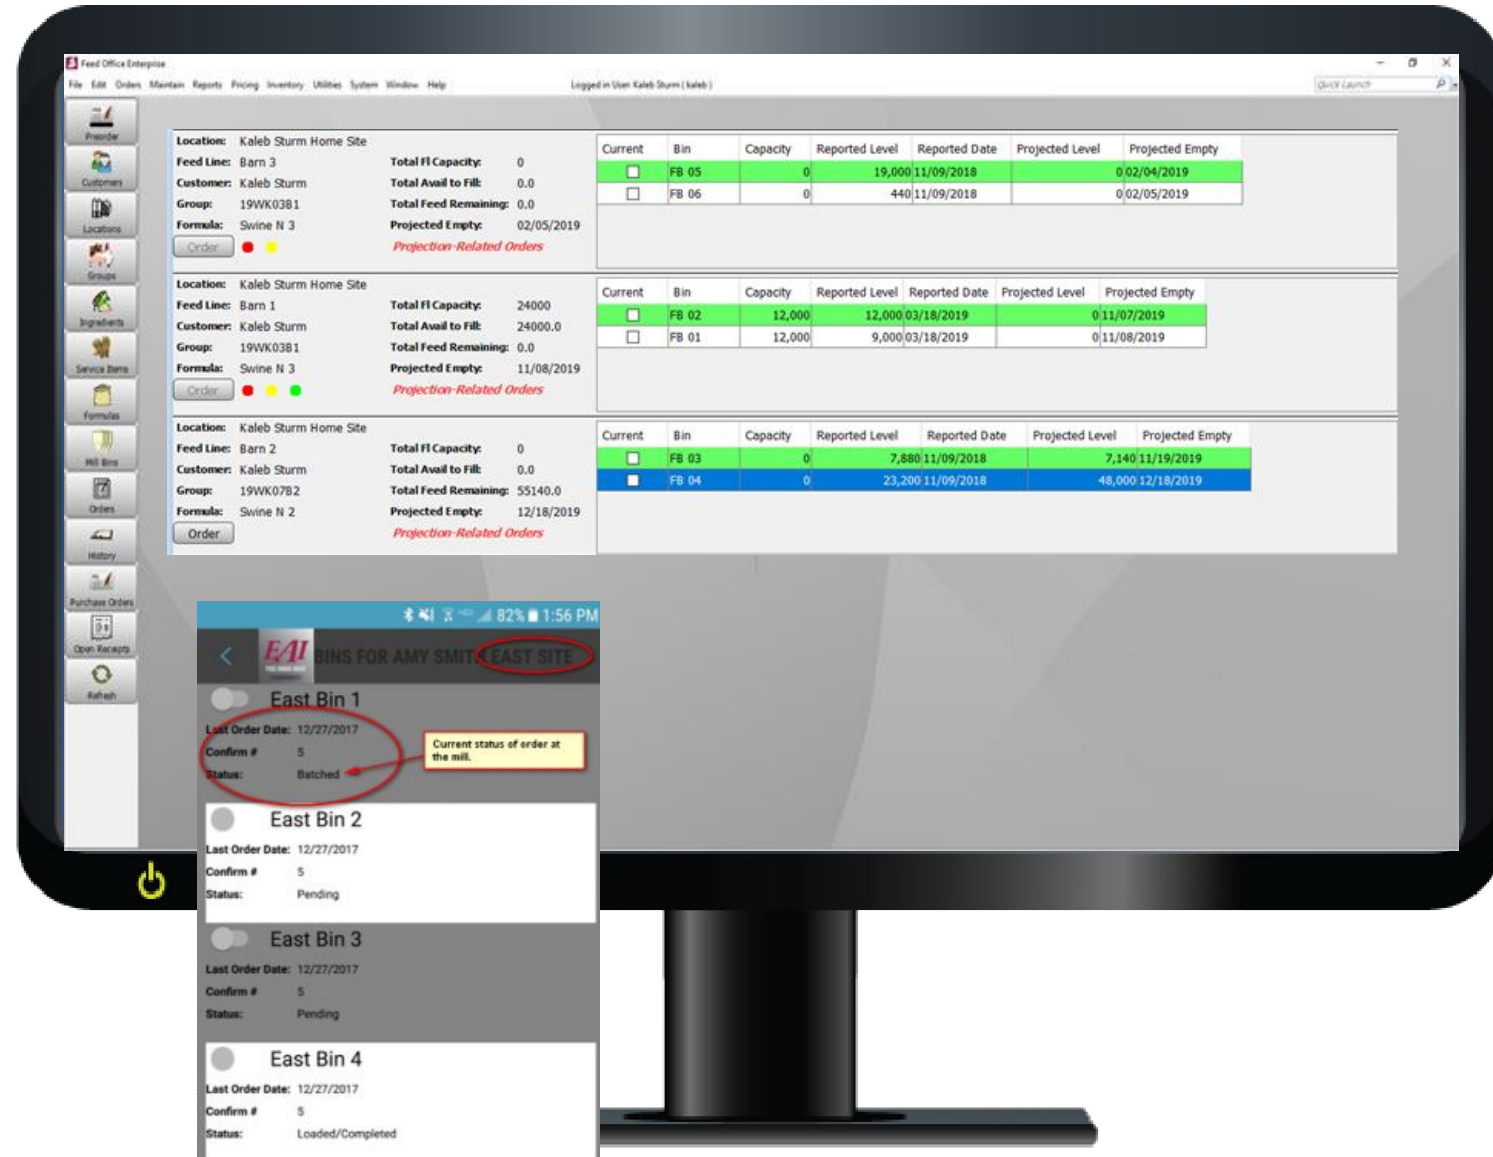 Feed Office Enterprise
File Edit Orders Maintain Reports Pricing Inventory Utilities System Window Help Logged in User: Kaleb Sturm ( kaleb ) Quick Launch
Preorder
Customers
Locations
Groups
Ingredients
Service Items
Formulas
Mill Bins
Orders
History
Purchase Orders
Open Receipts
Refresh
Location: Kaleb Sturm Home Site
Feed Line: Barn 3 Total Fl Capacity: 0
Customer: Kaleb Sturm Total Avail to Fill: 0.0
Group: 19WK03B1 Total Feed Remaining: 0.0
Formula: Swine N 3 Projected Empty: 02/05/2019
Order Projection-Related Orders
Current Bin Capacity Reported Level Reported Date Projected Level Projected Empty
FB 05 0 19,000 11/09/2018 0 02/04/2019
FB 06 0 440 11/09/2018 0 02/05/2019
Location: Kaleb Sturm Home Site
Feed Line: Barn 1 Total Fl Capacity: 24000
Customer: Kaleb Sturm Total Avail to Fill: 24000.0
Group: 19WK03B1 Total Feed Remaining: 0.0
Formula: Swine N 3 Projected Empty: 11/08/2019
Order Projection-Related Orders
Current Bin Capacity Reported Level Reported Date Projected Level Projected Empty
FB 02 12,000 12,000 03/18/2019 0 11/07/2019
FB 01 12,000 9,000 03/18/2019 0 11/08/2019
Location: Kaleb Sturm Home Site
Feed Line: Barn 2 Total Fl Capacity: 0
Customer: Kaleb Sturm Total Avail to Fill: 0.0
Group: 19WK07B2 Total Feed Remaining: 55140.0
Formula: Swine N 2 Projected Empty: 12/18/2019
Order Projection-Related Orders
Current Bin Capacity Reported Level Reported Date Projected Level Projected Empty
FB 03 0 7,880 11/09/2018 7,140 11/19/2019
FB 04 0 23,200 11/09/2018 48,000 12/18/2019
82% 1:56 PM
EAI BINS FOR AMY SMITH EAST SITE
East Bin 1
Last Order Date: 12/27/2017
Confirm # 5
Status: Batched
Current status of order at
the mill.
East Bin 2
Last Order Date: 12/27/2017
Confirm # 5
Status: Pending
East Bin 3
Last Order Date: 12/27/2017
Confirm # 5
Status: Pending
East Bin 4
Last Order Date: 12/27/2017
Confirm # 5
Status: Loaded/Completed